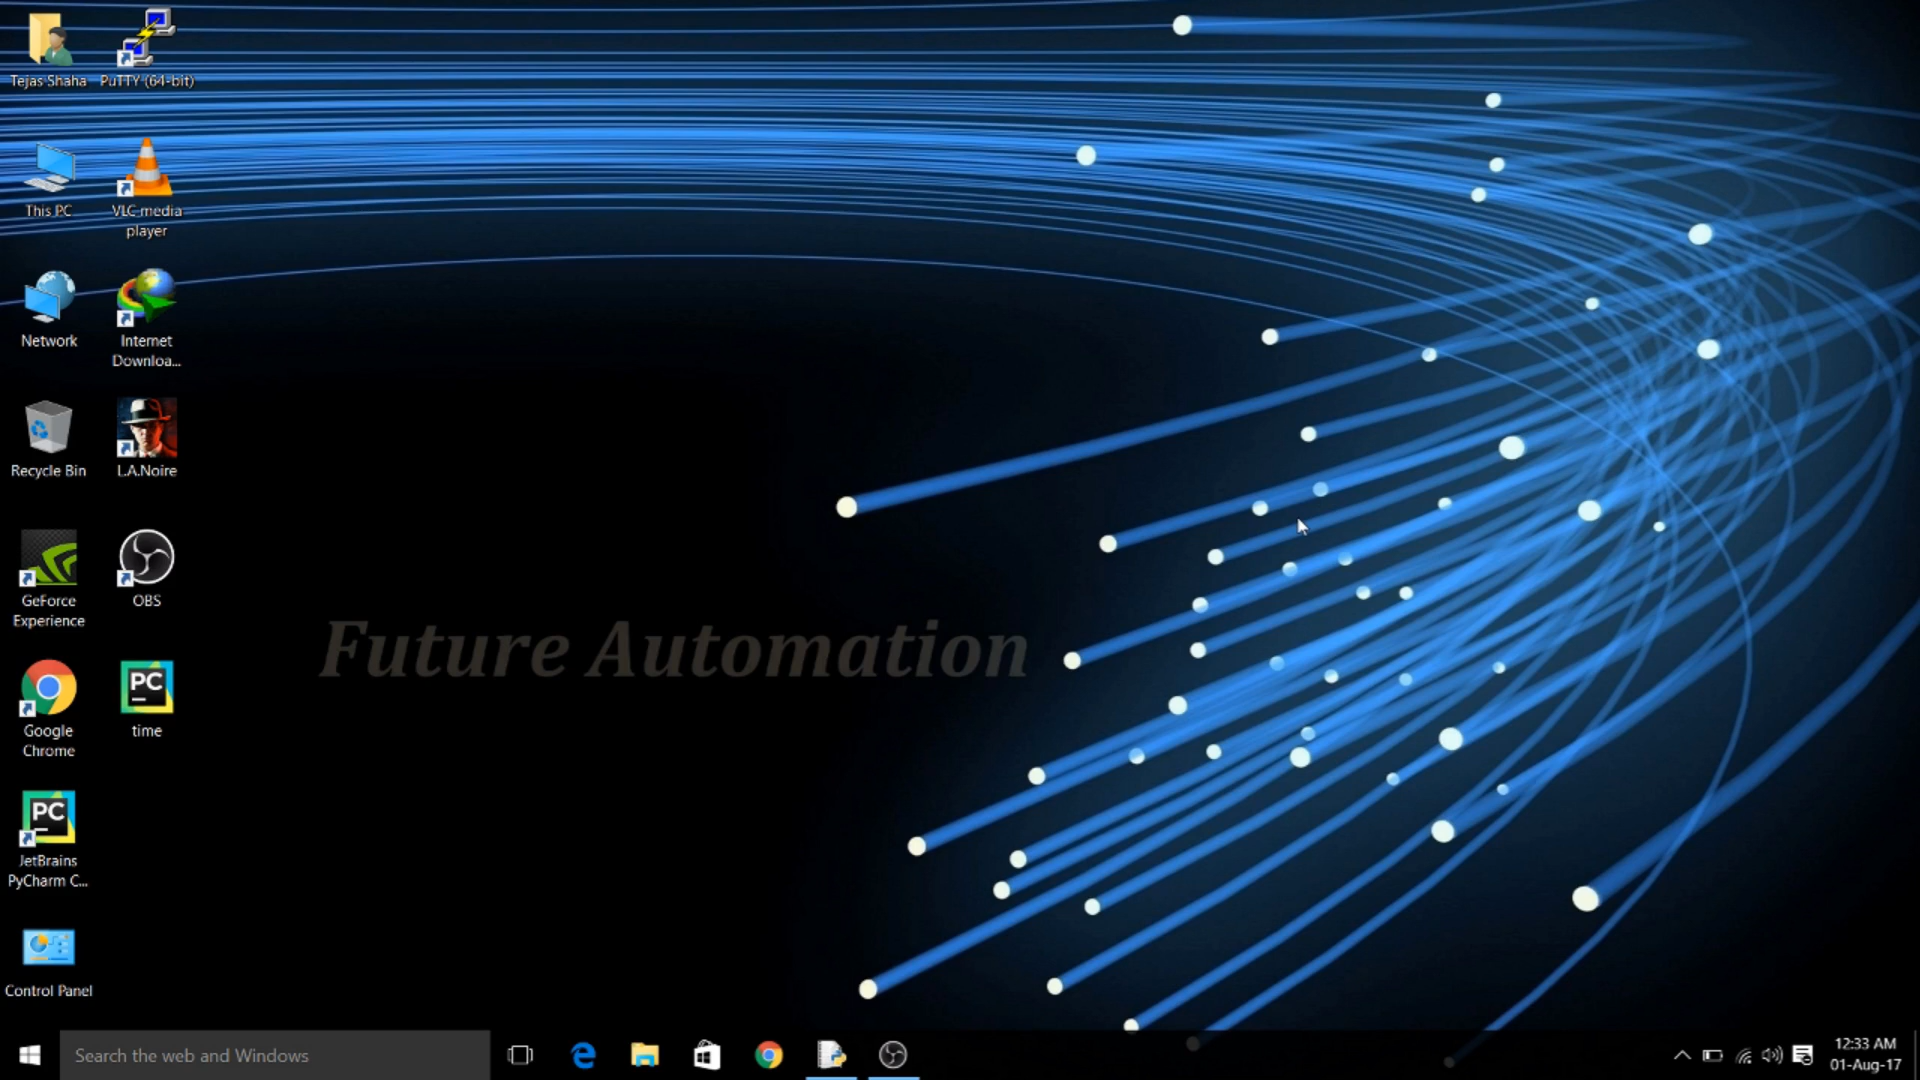 Tejas Shaha
PuTTY (64-bit)
This PC
VLC media
player
Network
Internet
Downloa...
Recycle Bin
L.A.Noire
GeForce
Experience
OBS
Future Automation
Google
Chrome
PC
time
PC
JetBrains
PyCharm C...
Control Panel
Search the web and Windows
12:33 AM
01-Aug-17